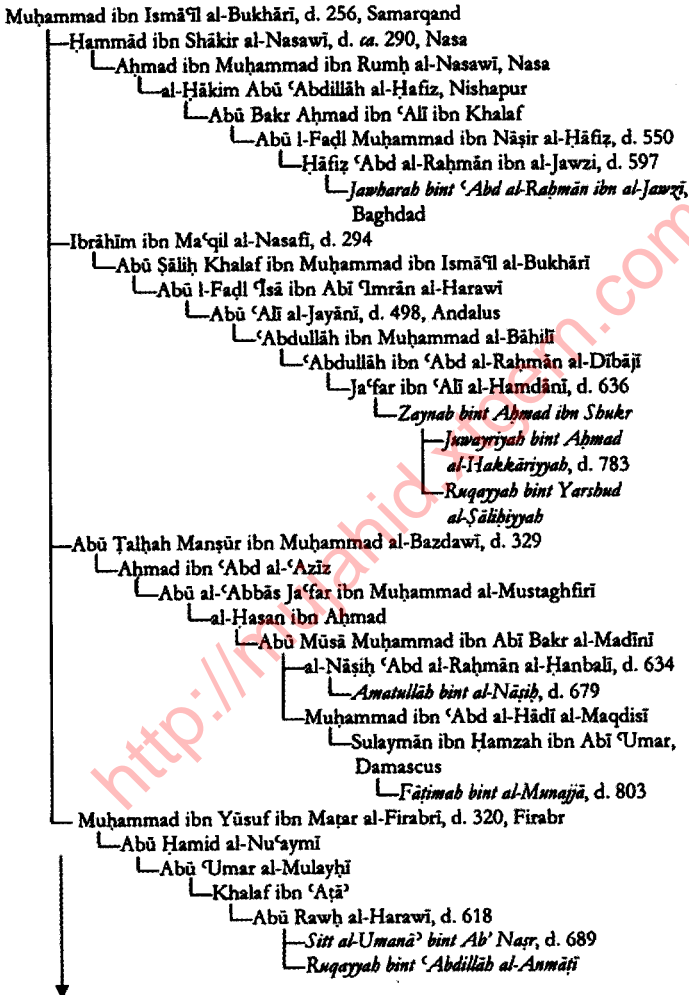 Muḥammad ibn Ismāʿīl al-Bukhārī, d. 256, Samarqand
Ḥammād ibn Shākir al-Nasawī, d. ca. 290, Nasa
Aḥmad ibn Muḥammad ibn Rumḥ al-Nasawī, Nasa
al-Ḥākim Abū ʿAbdillāh al-Ḥafiz, Nishapur
Abū Bakr Aḥmad ibn ʿAlī ibn Khalaf
Abū l-Faḍl Muḥammad ibn Nāṣir al-Ḥāfiẓ, d. 550
Ḥāfiẓ ʿAbd al-Raḥmān ibn al-Jawzi, d. 597
Jawharah bint ʿAbd al-Raḥmān ibn al-Jawzī,
Baghdad
Ibrāhīm ibn Maʿqil al-Nasafī, d. 294
Abū Ṣāliḥ Khalaf ibn Muḥammad ibn Ismāʿīl al-Bukhārī
Abū l-Faḍl ʿĪsā ibn Abī ʿImrān al-Harawī
Abū ʿAlī al-Jayānī, d. 498, Andalus
ʿAbdullāh ibn Muḥammad al-Bāhilī
ʿAbdullāh ibn ʿAbd al-Raḥmān al-Dībājī
Jaʿfar ibn ʿAlī al-Hamdānī, d. 636
Zaynab bint Aḥmad ibn Shukr
Juwayriyah bint Aḥmad
al-Hakkāriyyah, d. 783
Ruqayyah bint Yarshud
al-Ṣāliḥiyyah
Abū Ṭalḥah Manṣūr ibn Muḥammad al-Bazdawī, d. 329
Aḥmad ibn ʿAbd al-ʿAzīz
Abū al-ʿAbbās Jaʿfar ibn Muḥammad al-Mustaghfirī
al-Ḥasan ibn Aḥmad
Abū Mūsā Muḥammad ibn Abī Bakr al-Madīnī
al-Nāṣiḥ ʿAbd al-Raḥmān al-Ḥanbalī, d. 634
Amatullāh bint al-Nāṣiḥ, d. 679
Muḥammad ibn ʿAbd al-Hādī al-Maqdisī
Sulaymān ibn Ḥamzah ibn Abī ʿUmar,
Damascus
Fāṭimah bint al-Munajjā, d. 803
Muḥammad ibn Yūsuf ibn Maṭar al-Firabrī, d. 320, Firabr
Abū Ḥamid al-Nuʿaymī
Abū ʿUmar al-Mulayḥī
Khalaf ibn ʿAṭāʾ
Abū Rawḥ al-Harawī, d. 618
Sitt al-Umanāʾ bint Abʾ Naṣr, d. 689
Ruqayyah bint ʿAbdillāh al-Anmāṭī
http://mujahid.xtgem.com